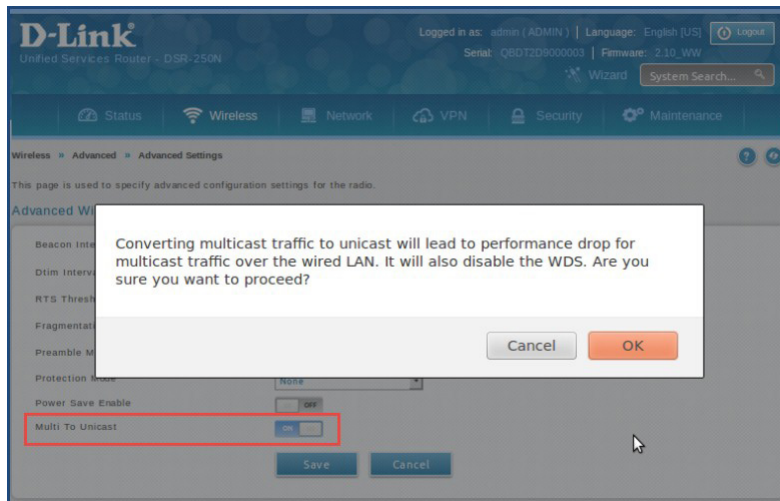 D-Link
Unified Services Router - DSR-250N
Logged in as: admin ( ADMIN ) | Language: English [US]
Logout
Serial: QBDT2D9000003 | Firmware: 2.10_WW
Wizard
System Search...
Status
Wireless
Network
VPN
Security
Maintenance
Wireless » Advanced » Advanced Settings
This page is used to specify advanced configuration settings for the radio.
Advanced Wi
Beacon Inte
Dtim Interva
RTS Thresh
Fragmentati
Preamble M
Converting multicast traffic to unicast will lead to performance drop for
multicast traffic over the wired LAN. It will also disable the WDS. Are you
sure you want to proceed?
Cancel
OK
Protection Mode
None
Power Save Enable
OFF
Multi To Unicast
ON
Save
Cancel